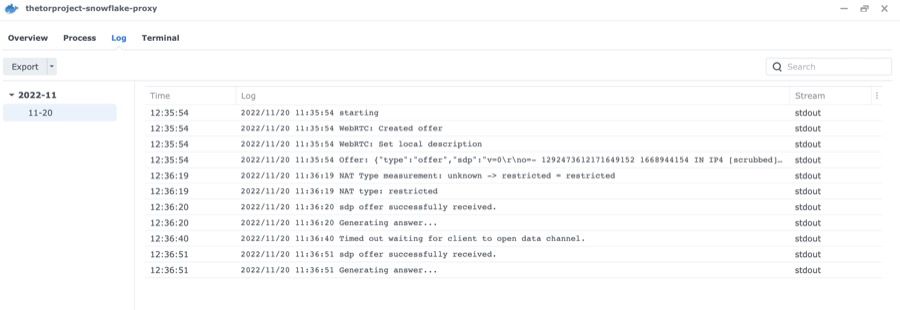 thetorproject-snowflake-proxy
Overview Process Log Terminal
Export Search
2022-11
11-20
Time Log Stream
12:35:54 2022/11/20 11:35:54 starting stdout
12:35:54 2022/11/20 11:35:54 WebRTC: Created offer stdout
12:35:54 2022/11/20 11:35:54 WebRTC: Set local description stdout
12:35:54 2022/11/20 11:35:54 Offer: {"type":"offer","sdp":"v=0\r\no=- 1292473612171649152 1668944154 IN IP4 [scrubbed]... stdout
12:36:19 2022/11/20 11:36:19 NAT Type measurement: unknown -> restricted = restricted stdout
12:36:19 2022/11/20 11:36:19 NAT type: restricted stdout
12:36:20 2022/11/20 11:36:20 sdp offer successfully received. stdout
12:36:20 2022/11/20 11:36:20 Generating answer... stdout
12:36:40 2022/11/20 11:36:40 Timed out waiting for client to open data channel. stdout
12:36:51 2022/11/20 11:36:51 sdp offer successfully received. stdout
12:36:51 2022/11/20 11:36:51 Generating answer... stdout